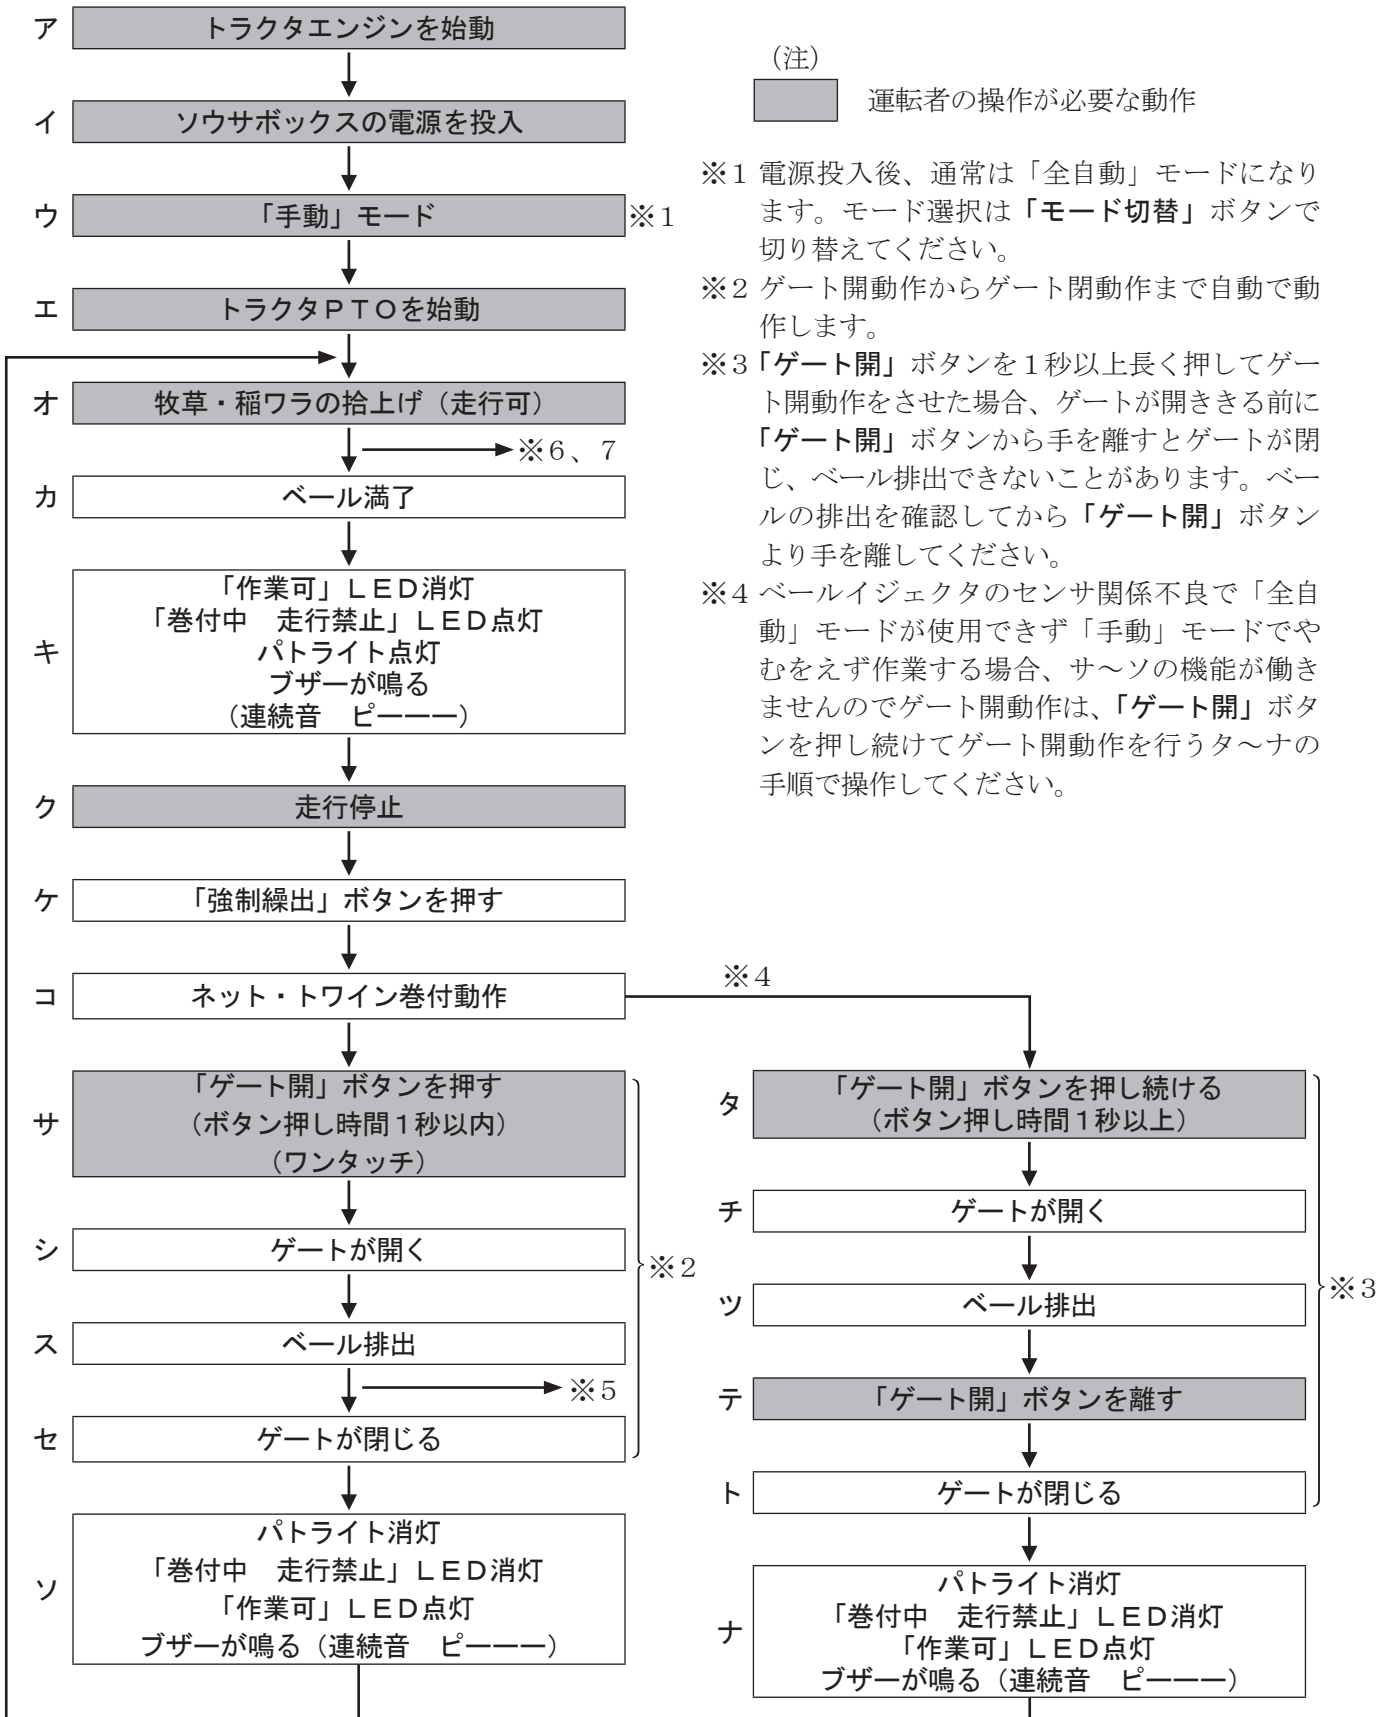 ア トラクタエンジンを始動
イ ソウサボックスの電源を投入
ウ 「手動」モード ※1
エ トラクタPTOを始動
オ 牧草・稲ワラの拾上げ（走行可）
※6、7
カ ベール満了
キ 「作業可」LED消灯
「巻付中　走行禁止」LED点灯
パトライト点灯
ブザーが鳴る
（連続音　ピーーー）
ク 走行停止
ケ 「強制繰出」ボタンを押す
コ ネット・トワイン巻付動作
※4
サ 「ゲート開」ボタンを押す
（ボタン押し時間1秒以内）
（ワンタッチ）
シ ゲートが開く
※2
ス ベール排出
※5
セ ゲートが閉じる
ソ パトライト消灯
「巻付中　走行禁止」LED消灯
「作業可」LED点灯
ブザーが鳴る（連続音　ピーーー）
（注）
運転者の操作が必要な動作
※1 電源投入後、通常は「全自動」モードになり
ます。モード選択は「モード切替」ボタンで
切り替えてください。
※2 ゲート開動作からゲート閉動作まで自動で動
作します。
※3「ゲート開」ボタンを1秒以上長く押してゲー
ト開動作をさせた場合、ゲートが開ききる前に
「ゲート開」ボタンから手を離すとゲートが閉
じ、ベール排出できないことがあります。ベー
ルの排出を確認してから「ゲート開」ボタン
より手を離してください。
※4 ベールイジェクタのセンサ関係不良で「全自
動」モードが使用できず「手動」モードでや
むをえず作業する場合、サ～ソの機能が働き
ませんのでゲート開動作は、「ゲート開」ボタ
ンを押し続けてゲート開動作を行うタ～ナの
手順で操作してください。
タ 「ゲート開」ボタンを押し続ける
（ボタン押し時間1秒以上）
チ ゲートが開く
ツ ベール排出
※3
テ 「ゲート開」ボタンを離す
ト ゲートが閉じる
ナ パトライト消灯
「巻付中　走行禁止」LED消灯
「作業可」LED点灯
ブザーが鳴る（連続音　ピーーー）